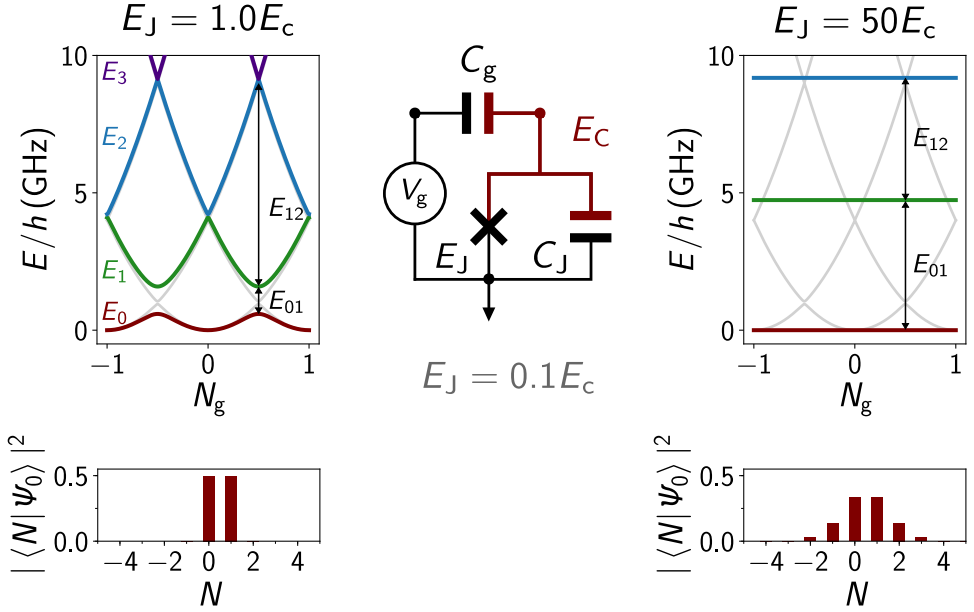 E_J = 1.0E_c
E/h (GHz)
10
5
0
E_3
E_2
E_1
E_0
E_12
E_01
−1
0
1
N_g
|⟨N|ψ_0⟩|^2
0.5
0.0
−4
−2
0
2
4
N
C_g
E_C
V_g
E_J
C_J
E_J = 0.1E_c
E_J = 50E_c
E/h (GHz)
10
5
0
E_12
E_01
−1
0
1
N_g
|⟨N|ψ_0⟩|^2
0.5
0.0
−4
−2
0
2
4
N